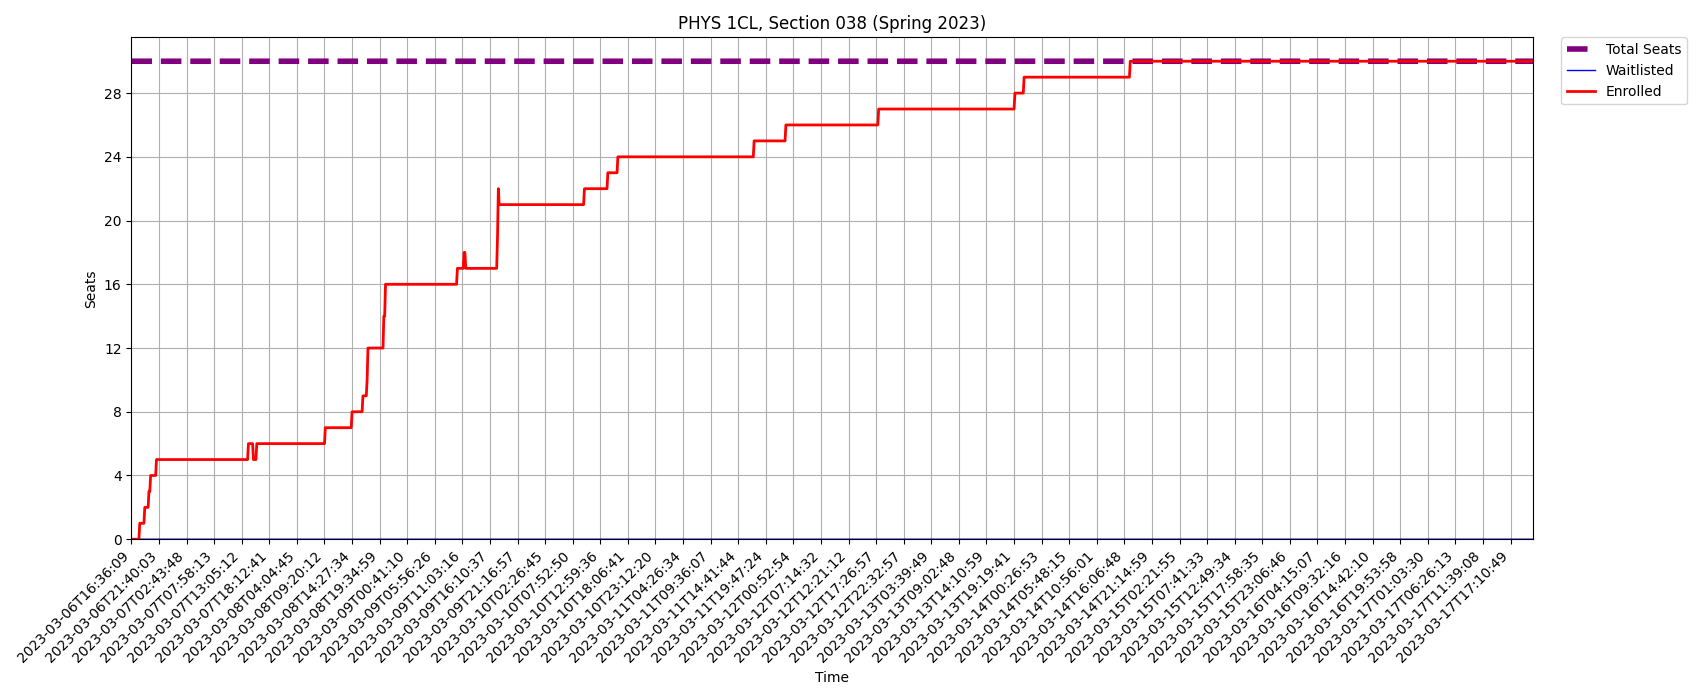 PHYS 1CL, Section 038 (Spring 2023)
Total Seats
Waitlisted
Enrolled
Seats
28
24
20
16
12
8
4
0
2023-03-06T16:36:09
2023-03-06T21:40:03
2023-03-07T02:43:48
2023-03-07T07:58:13
2023-03-07T13:05:12
2023-03-07T18:12:41
2023-03-08T04:04:45
2023-03-08T09:20:12
2023-03-08T14:27:34
2023-03-08T19:34:59
2023-03-09T00:41:10
2023-03-09T05:56:26
2023-03-09T11:03:16
2023-03-09T16:10:37
2023-03-09T21:16:57
2023-03-10T02:26:45
2023-03-10T07:52:50
2023-03-10T12:59:36
2023-03-10T18:06:41
2023-03-10T23:12:20
2023-03-11T04:26:34
2023-03-11T09:36:07
2023-03-11T14:41:44
2023-03-11T19:47:24
2023-03-12T00:52:54
2023-03-12T07:14:32
2023-03-12T12:21:12
2023-03-12T17:26:57
2023-03-12T22:32:57
2023-03-13T03:39:49
2023-03-13T09:02:48
2023-03-13T14:10:59
2023-03-13T19:19:41
2023-03-14T00:26:53
2023-03-14T05:48:15
2023-03-14T10:56:01
2023-03-14T16:06:48
2023-03-14T21:14:59
2023-03-15T02:21:55
2023-03-15T07:41:33
2023-03-15T12:49:34
2023-03-15T17:58:35
2023-03-15T23:06:46
2023-03-16T04:15:07
2023-03-16T09:32:16
2023-03-16T14:42:10
2023-03-16T19:53:58
2023-03-17T01:03:30
2023-03-17T06:26:13
2023-03-17T11:39:08
2023-03-17T17:10:49
Time